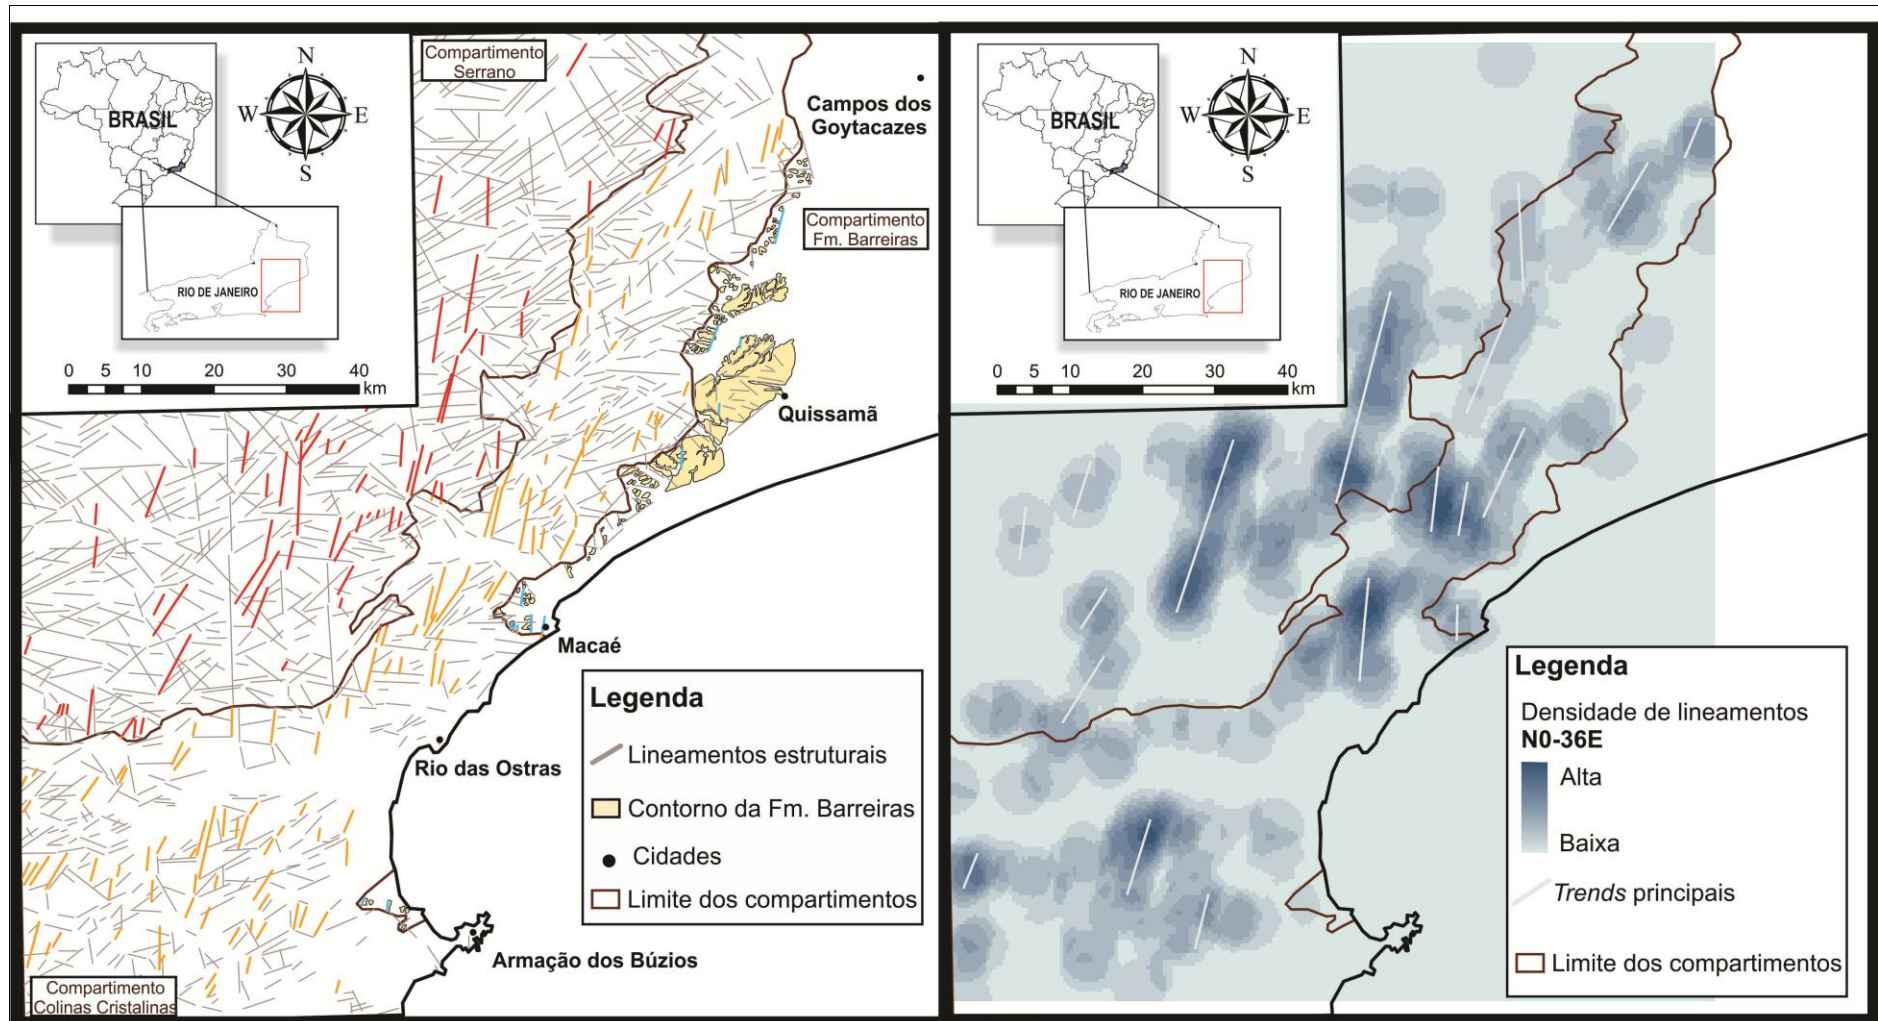 Compartimento
Serrano
N
W
E
S
BRASIL
RIO DE JANEIRO
0 5 10 20 30 40
km
Campos dos
Goytacazes
Compartimento
Fm. Barreiras
Quissamã
Macaé
Rio das Ostras
Armação dos Búzios
Compartimento
Colinas Cristalinas
Legenda
Lineamentos estruturais
Contorno da Fm. Barreiras
Cidades
Limite dos compartimentos
N
W
E
S
BRASIL
RIO DE JANEIRO
0 5 10 20 30 40
km
Legenda
Densidade de lineamentos
N0-36E
Alta
Baixa
Trends principais
Limite dos compartimentos